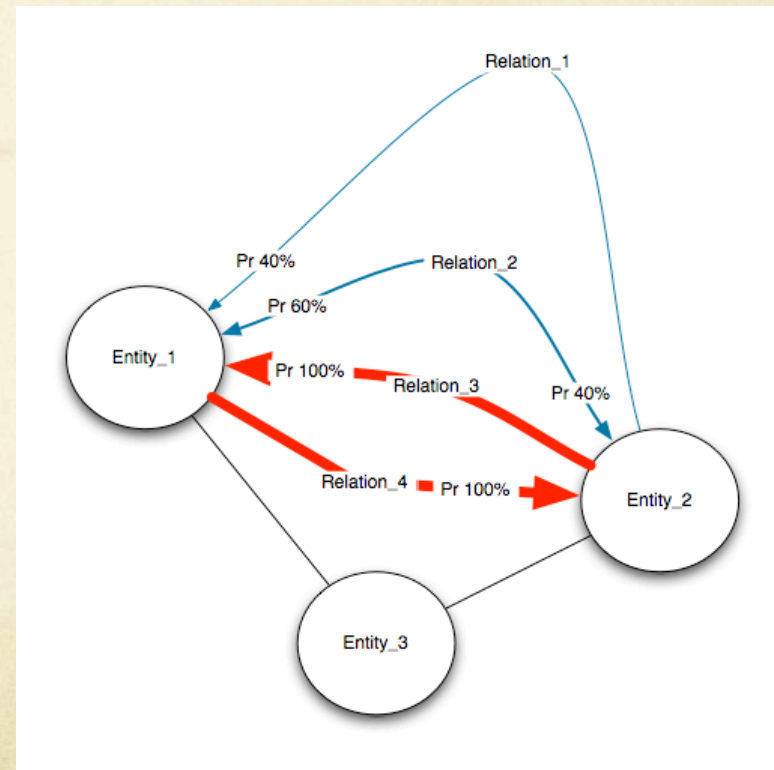 Relation_1
Pr 40%
Relation_2
Pr 60%
Entity_1
Pr 100%
Relation_3
Pr 40%
Relation_4
Pr 100%
Entity_2
Entity_3